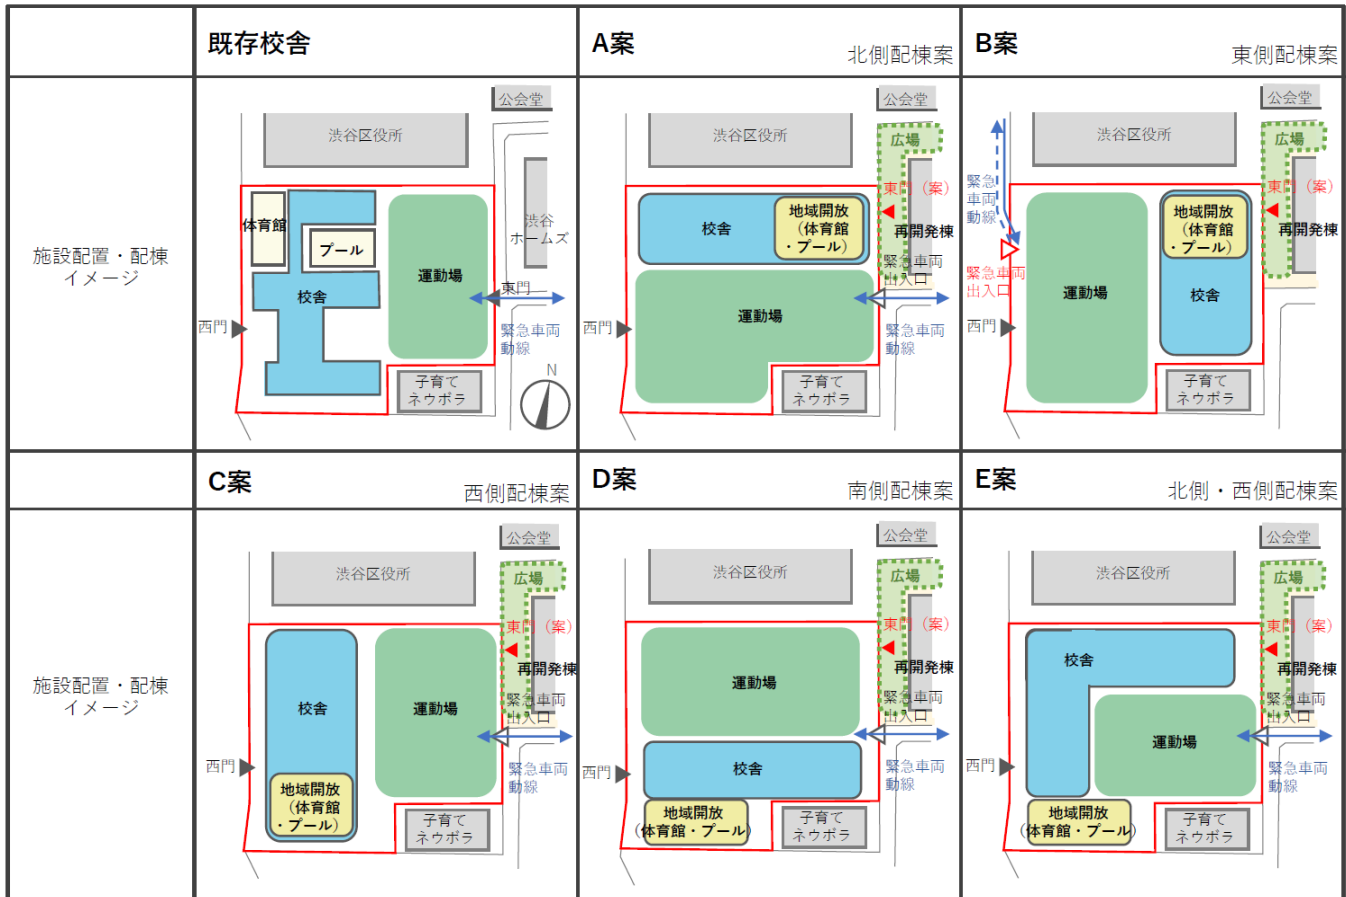 既存校舎
A案
北側配棟案
B案
東側配棟案
施設配置・配棟
イメージ
公会堂
渋谷区役所
体育館
プール
校舎
運動場
渋谷
ホームズ
東門
西門
緊急車両
動線
子育て
ネウボラ
N
公会堂
渋谷区役所
広場
東門（案）
校舎
地域開放
（体育館
・プール）
再開発棟
緊急車両
出入口
運動場
西門
緊急車両
動線
子育て
ネウボラ
公会堂
渋谷区役所
広場
緊急
車両
動線
東門（案）
地域開放
（体育館
・プール）
再開発棟
緊急車両
出入口
運動場
校舎
西門
子育て
ネウボラ
C案
西側配棟案
D案
南側配棟案
E案
北側・西側配棟案
施設配置・配棟
イメージ
公会堂
渋谷区役所
広場
東門（案）
再開発棟
校舎
運動場
緊急車両
出入口
西門
緊急車両
動線
地域開放
（体育館
・プール）
子育て
ネウボラ
公会堂
渋谷区役所
広場
東門（案）
再開発棟
運動場
緊急車両
出入口
校舎
西門
緊急車両
動線
地域開放
（体育館・プール）
子育て
ネウボラ
公会堂
渋谷区役所
広場
東門（案）
校舎
再開発棟
緊急車両
出入口
運動場
西門
緊急車両
動線
地域開放
（体育館・プール）
子育て
ネウボラ